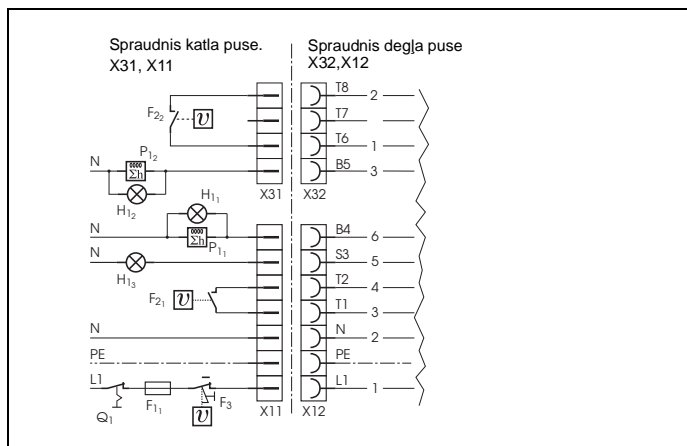 Spraudnis katla puse.
X31, X11
Spraudnis degļa puse
X32,X12
F2₂
υ
T8 2
T7
T6 1
N
P1₂
Σh
H1₂
B5 3
X31
X32
H1₁
N
Σh
P1₁
B4 6
N
H1₃
S3 5
T2 4
F2₁
υ
T1 3
N
N 2
PE
PE
L1
L1 1
Q₁
F1₁
F₃
υ
X11
X12